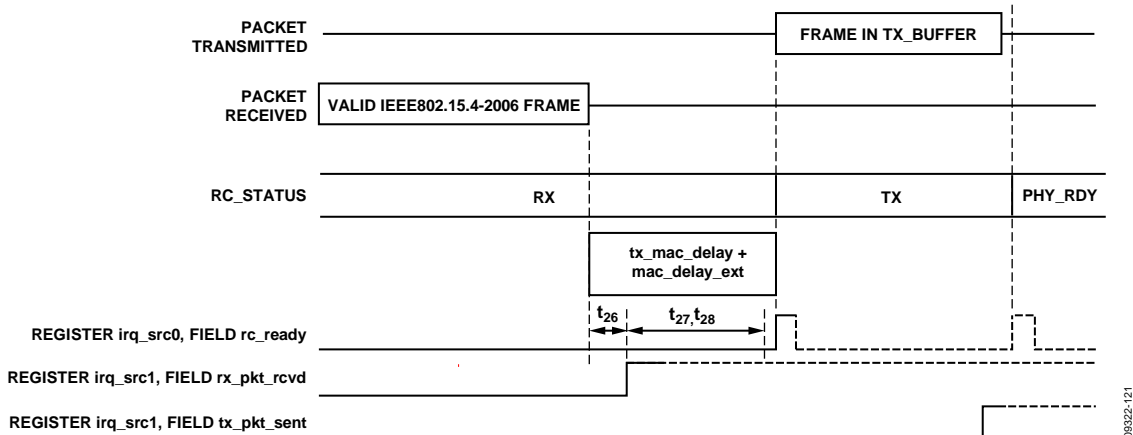 PACKET
TRANSMITTED
FRAME IN TX_BUFFER
PACKET
RECEIVED
VALID IEEE802.15.4-2006 FRAME
RC_STATUS
RX
TX
PHY_RDY
tx_mac_delay +
mac_delay_ext
t26
t27,t28
REGISTER irq_src0, FIELD rc_ready
REGISTER irq_src1, FIELD rx_pkt_rcvd
REGISTER irq_src1, FIELD tx_pkt_sent
09322-121